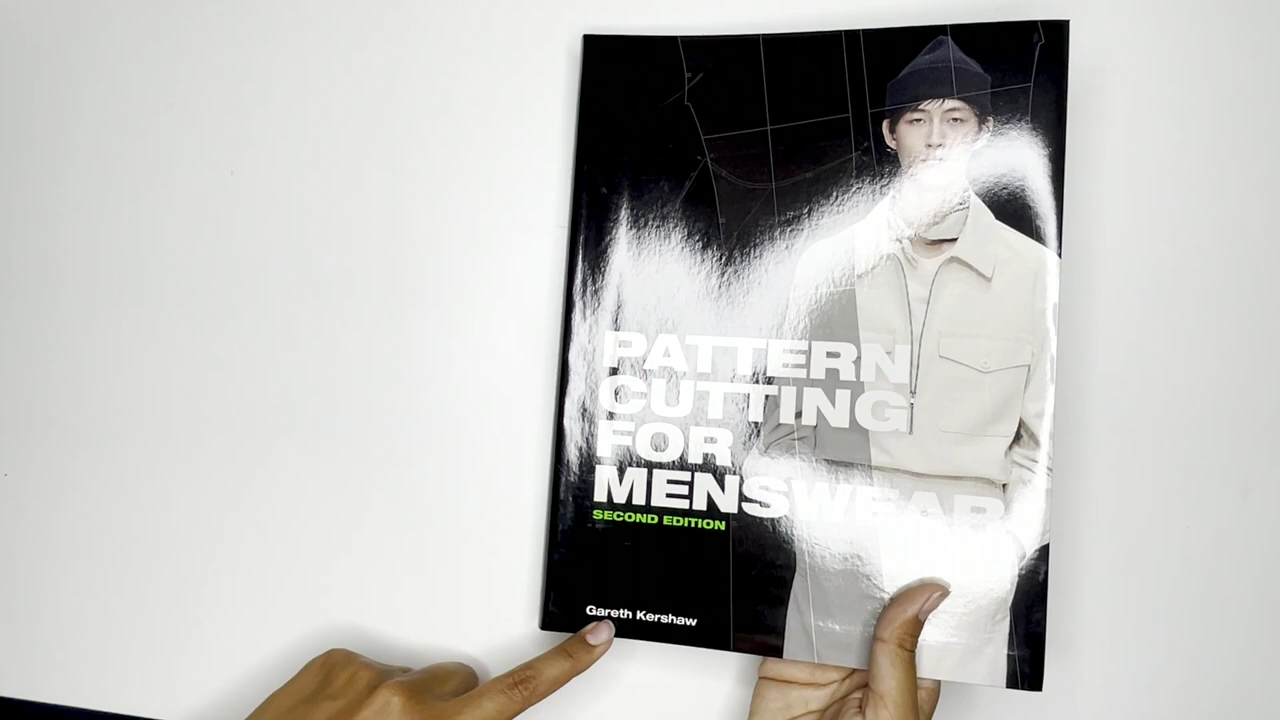 PATTERN
CUTTING
FOR
MENSWEAR
SECOND EDITION
Gareth Kershaw